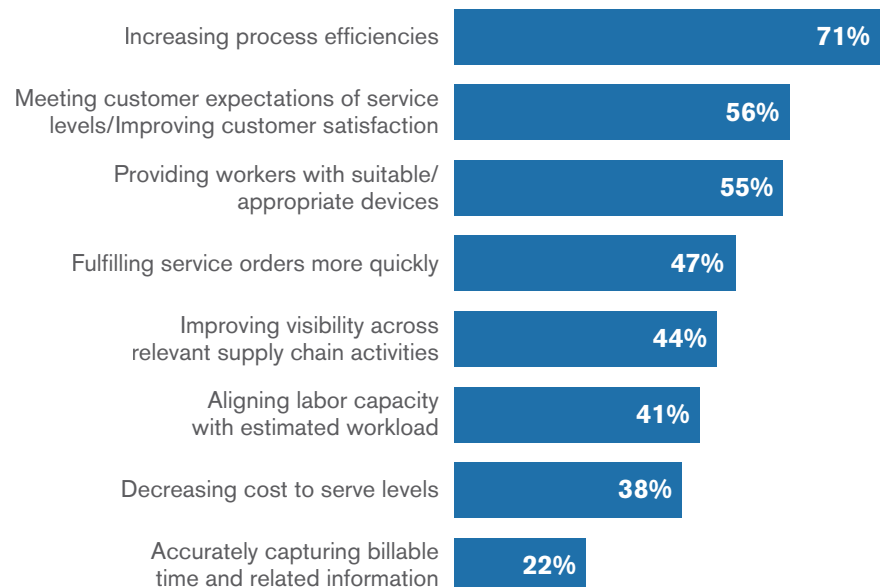 Increasing process efficiencies
71%
Meeting customer expectations of service
levels/Improving customer satisfaction
56%
Providing workers with suitable/
appropriate devices
55%
Fulfilling service orders more quickly
47%
Improving visibility across
relevant supply chain activities
44%
Aligning labor capacity
with estimated workload
41%
Decreasing cost to serve levels
38%
Accurately capturing billable
time and related information
22%